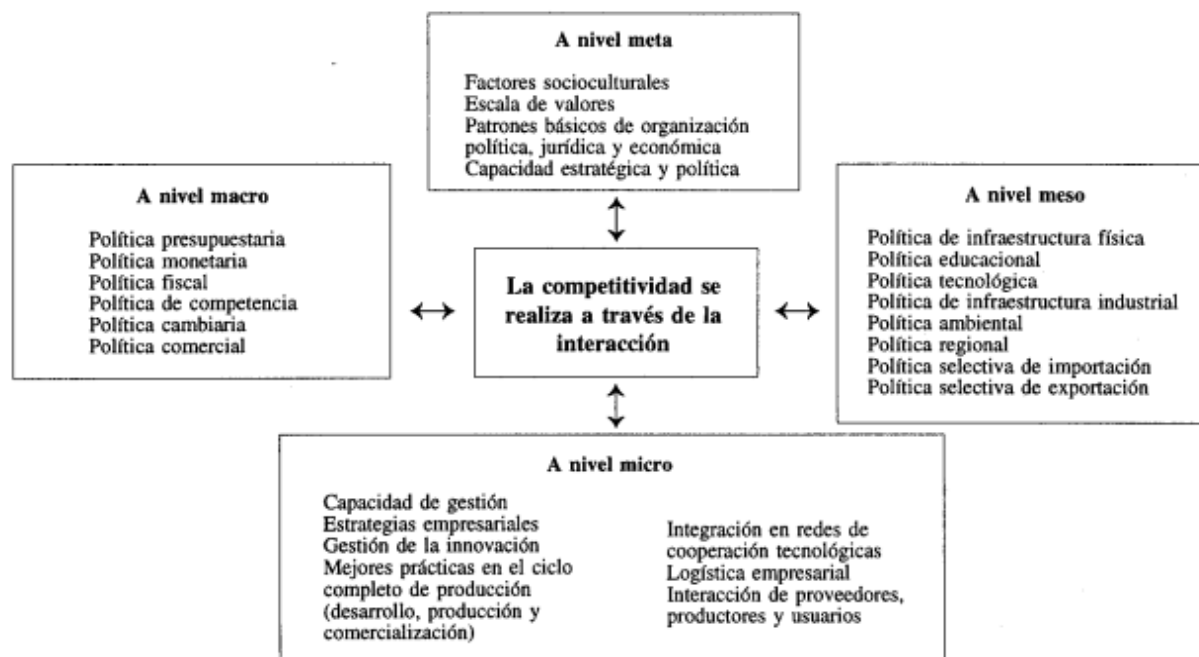 A nivel meta
Factores socioculturales
Escala de valores
Patrones básicos de organización
política, jurídica y económica
Capacidad estratégica y política
A nivel macro
Política presupuestaria
Política monetaria
Política fiscal
Política de competencia
Política cambiaria
Política comercial
La competitividad se
realiza a través de la
interacción
A nivel meso
Política de infraestructura física
Política educacional
Política tecnológica
Política de infraestructura industrial
Política ambiental
Política regional
Política selectiva de importación
Política selectiva de exportación
A nivel micro
Capacidad de gestión
Estrategias empresariales
Gestión de la innovación
Mejores prácticas en el ciclo
completo de producción
(desarrollo, producción y
comercialización)
Integración en redes de
cooperación tecnológicas
Logística empresarial
Interacción de proveedores,
productores y usuarios